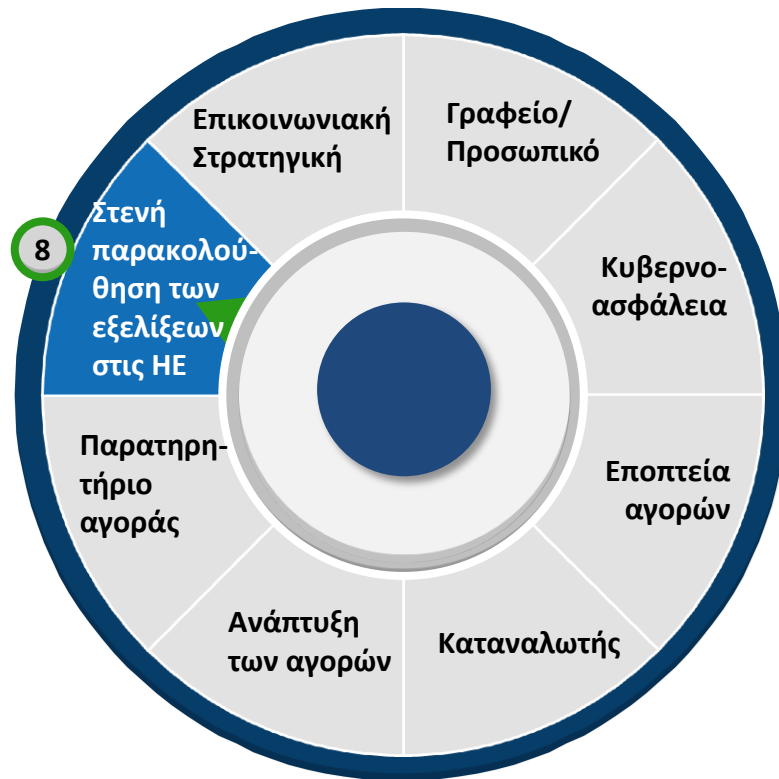 Επικοινωνιακή
Στρατηγική
Γραφείο/
Προσωπικό
Κυβερνο-
ασφάλεια
Εποπτεία
αγορών
Καταναλωτής
Ανάπτυξη
των αγορών
Παρατηρη-
τήριο
αγοράς
8
Στενή
παρακολού-
θηση των
εξελίξεων
στις ΗΕ